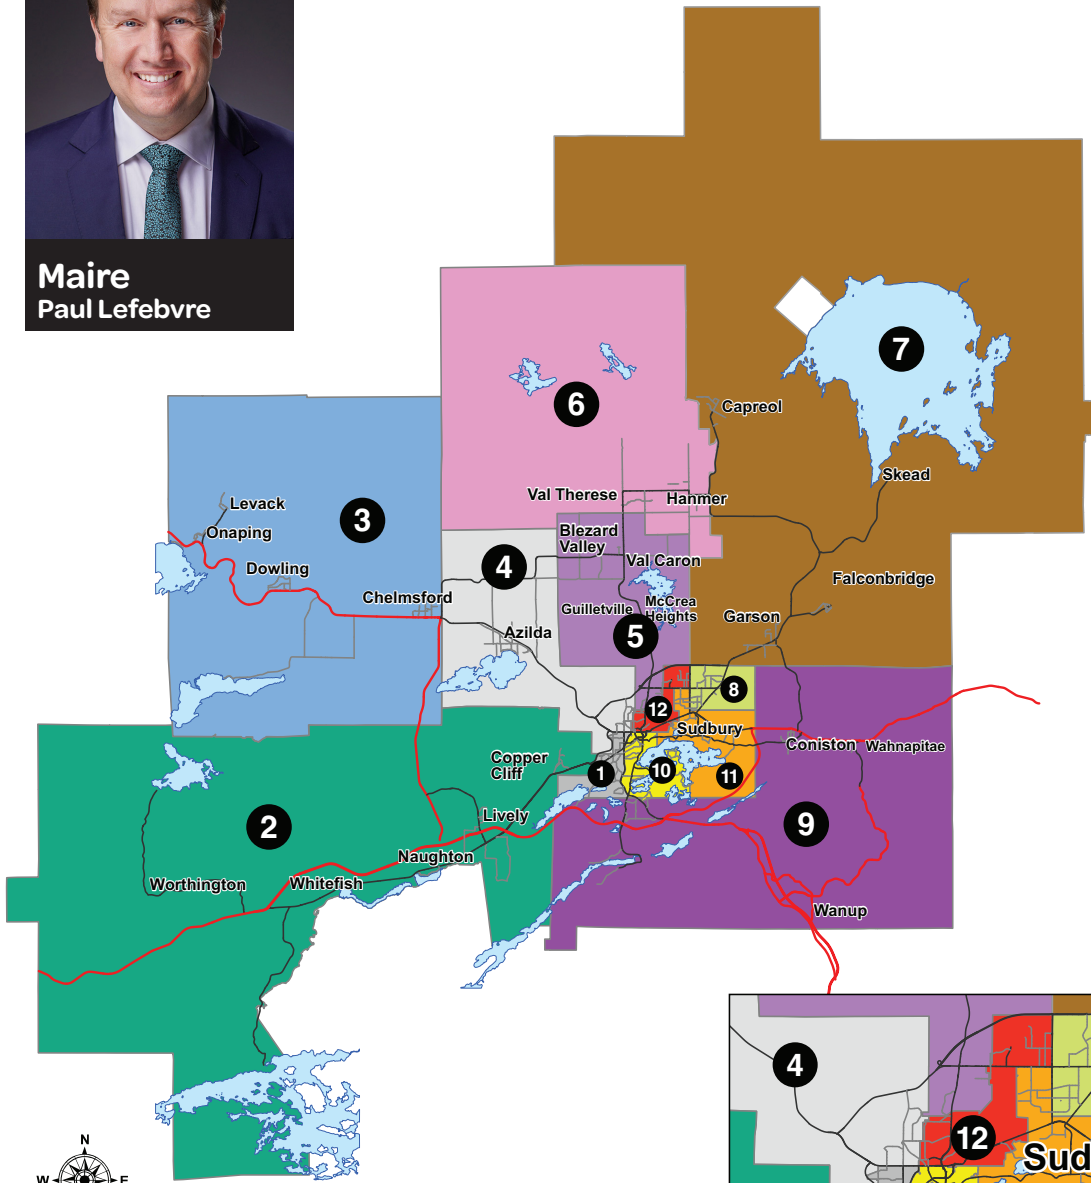 Maire
Paul Lefebvre
7
6
Capreol
Skead
Levack
3
Val Therese
Hanmer
Onaping
Blezard
Valley
Dowling
4
Val Caron
Falconbridge
Chelmsford
Guilletville
McCrea
Heights
Garson
Azilda
5
8
12
Sudbury
Coniston
Wahnapitae
Copper
Cliff
1
10
11
2
Lively
9
Naughton
Worthington
Whitefish
Wanup
4
12
Sud
N
W
E